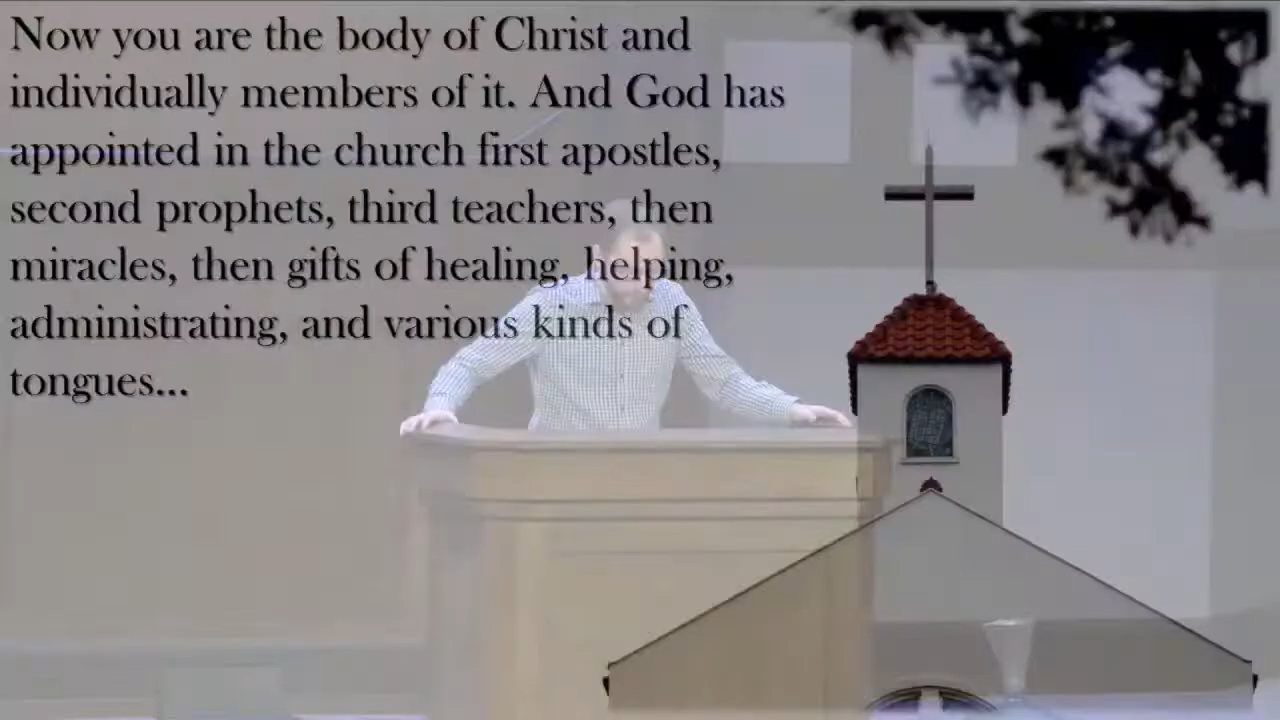 Now you are the body of Christ and
individually members of it. And God has
appointed in the church first apostles,
second prophets, third teachers, then
miracles, then gifts of healing, helping,
administrating, and various kinds of
tongues...